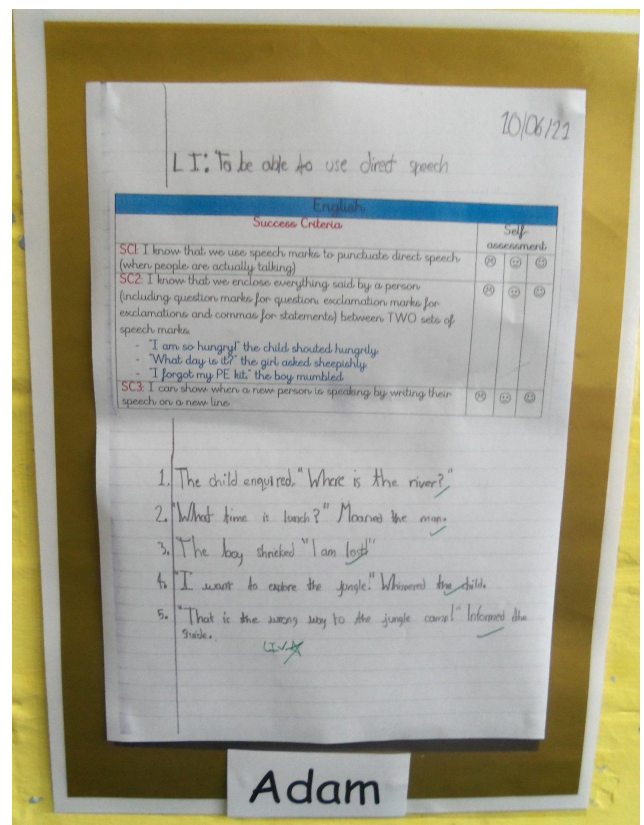 10/06/21
LI: To be able to use direct speech
English
Success Criteria
Self-
assessment
SC1: I know that we use speech marks to punctuate direct speech
(when people are actually talking)
SC2: I know that we enclose everything said by a person
(including question marks for question, exclamation marks for
exclamations and commas for statements) between TWO sets of
speech marks.
- "I am so hungry!" the child shouted hungrily.
- "What day is it?" the girl asked sheepishly.
- "I forgot my PE kit," the boy mumbled.
SC3: I can show when a new person is speaking by writing their
speech on a new line.
1. The child enquired, "Where is the river?"
2. "What time is lunch?" Moaned the man.
3. The boy shrieked "I am lost!"
4. "I want to explore the jungle." Whimpered the child.
5. "That is the wrong way to the jungle camp!" Informed the
guide.
Adam